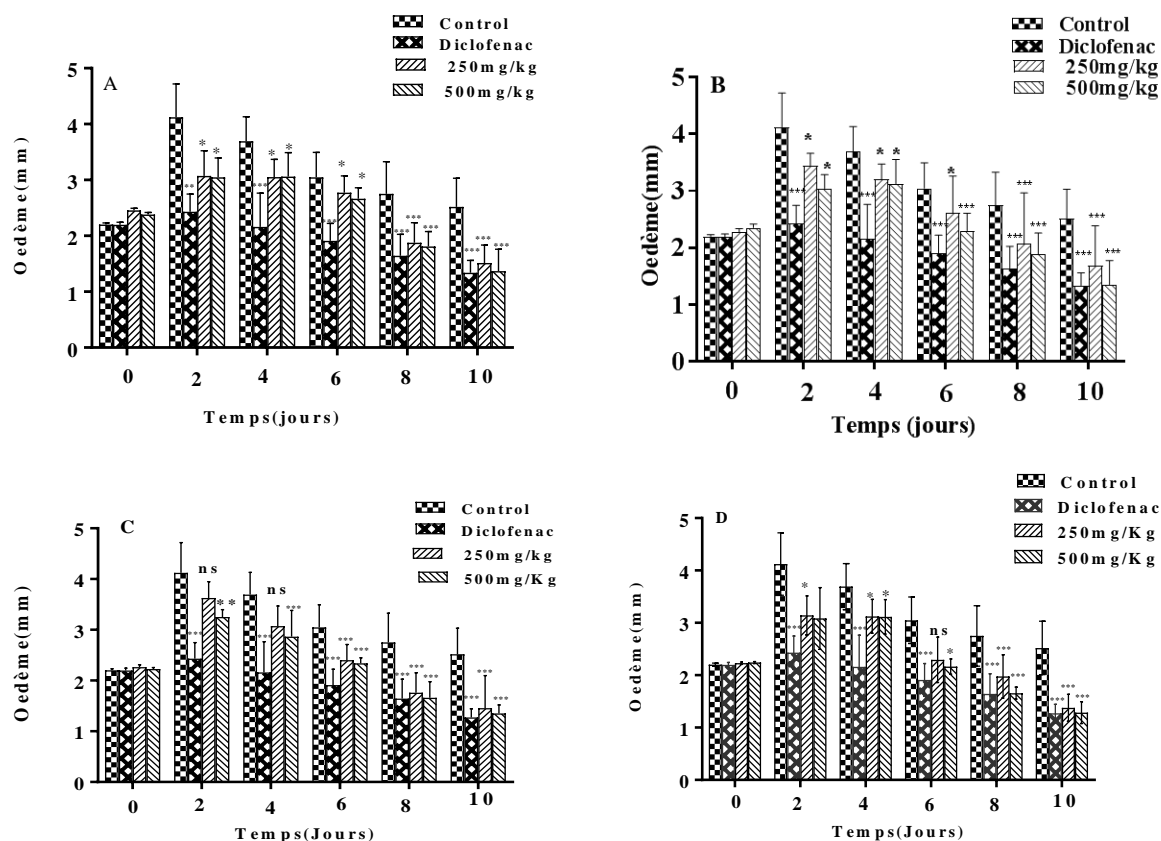 A
Control
Diclofenac
250mg/kg
500mg/kg
5
4
3
2
1
0
Oedème(mm)
** * *
*** * *
*** * *
*** *** ***
*** *** ***
0 2 4 6 8 10
Temps(jours)
B
Control
Diclofenac
250mg/kg
500mg/kg
5
4
3
2
1
0
Oedème(mm)
*** * *
*** * *
*** * ***
*** *** ***
*** *** ***
0 2 4 6 8 10
Temps (jours)
C
Control
Diclofenac
250mg/kg
500mg/Kg
5
4
3
2
1
0
Oedème(mm)
*** ns **
*** ns ***
*** *** ***
*** *** ***
*** *** ***
0 2 4 6 8 10
Temps(Jours)
D
Control
Diclofenac
250mg/Kg
500mg/Kg
5
4
3
2
1
0
Oedème(mm)
*** *
*** * *
*** ns *
*** *** ***
*** *** ***
0 2 4 6 8 10
Temps(Jours)